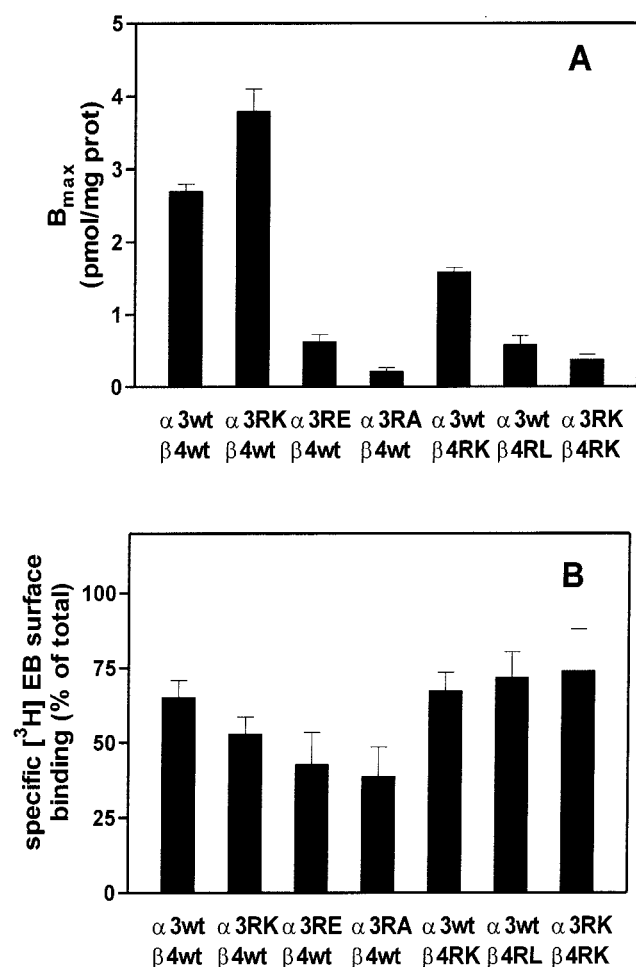 A
B max
(pmol/mg prot)
5
4
3
2
1
0
α3wt α3RK α3RE α3RA α3wt α3wt α3RK
β4wt β4wt β4wt β4wt β4RK β4RL β4RK
B
specific [³H] EB surface
binding (% of total)
100
75
50
25
0
α3wt α3RK α3RE α3RA α3wt α3wt α3RK
β4wt β4wt β4wt β4wt β4RK β4RL β4RK